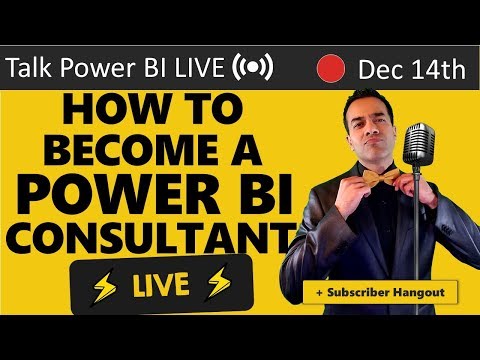 Talk Power BI LIVE
Dec 14th
HOW TO
BECOME A
POWER BI
CONSULTANT
LIVE
+ Subscriber Hangout